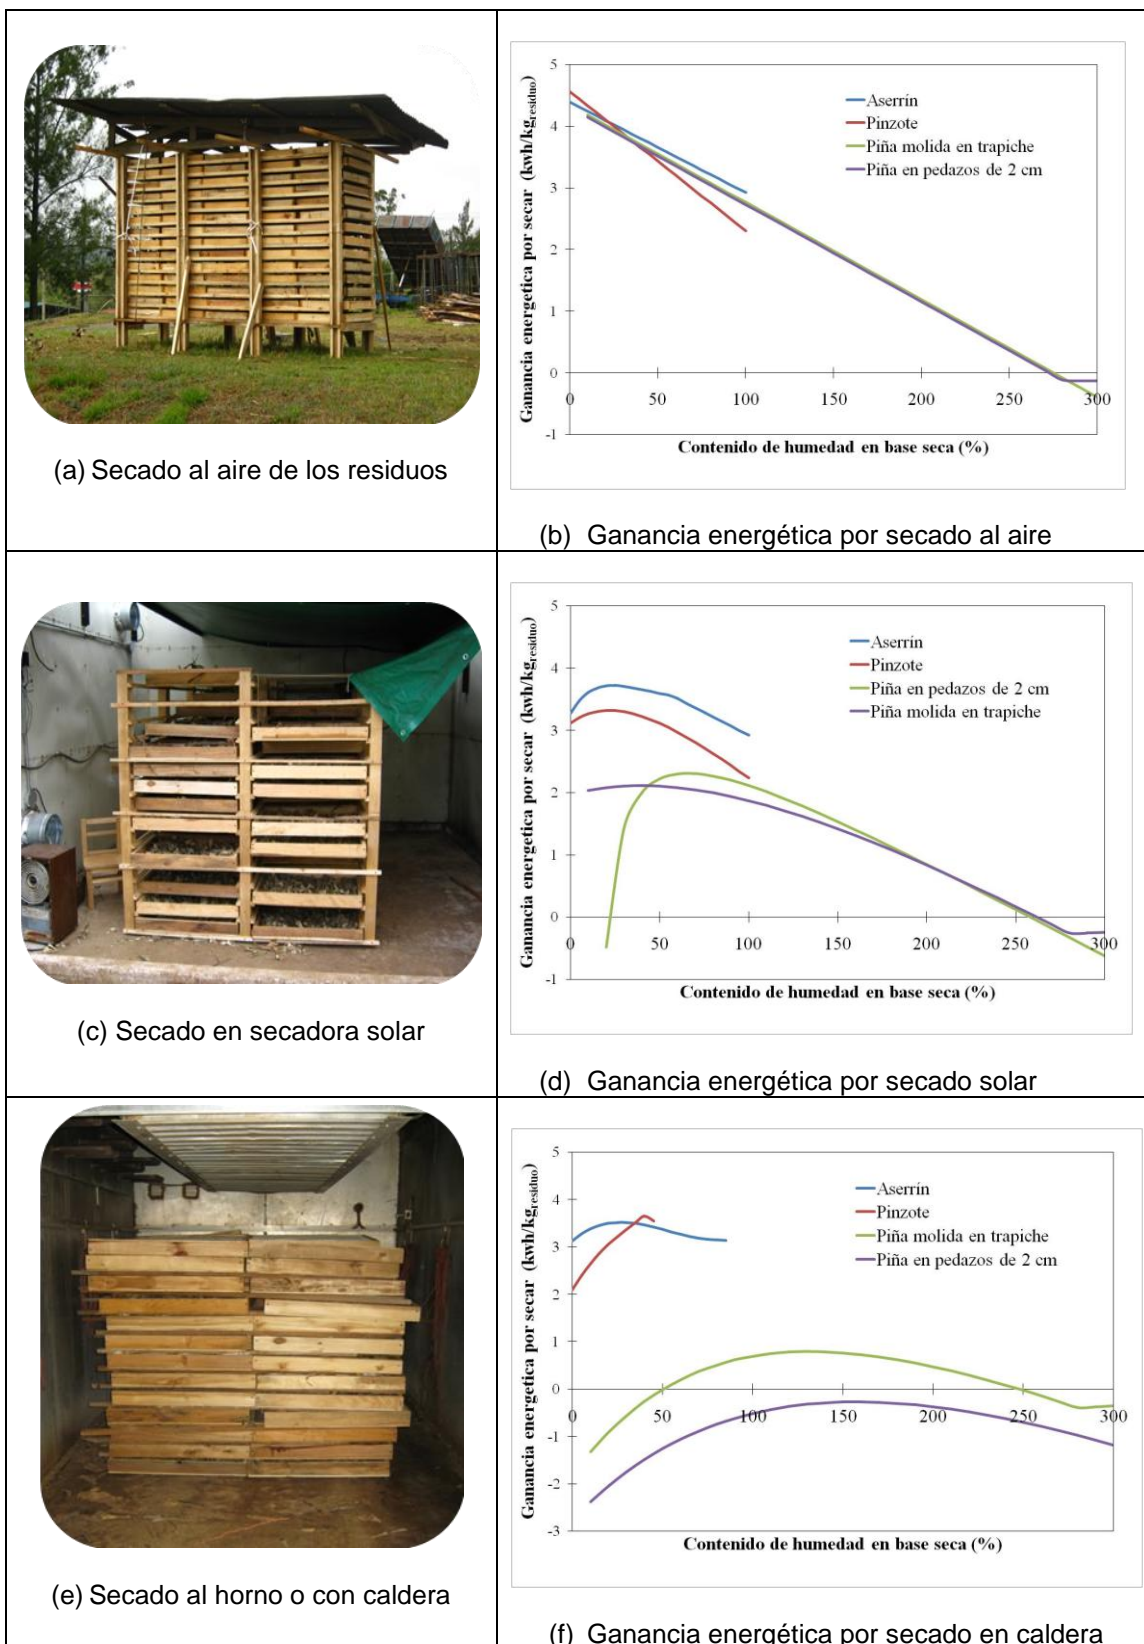 (a) Secado al aire de los residuos
Ganancia energetica por secar (kwh/kgresiduo)
5
4
3
2
1
0
-1
0
50
100
150
200
250
300
Aserrín
Pinzote
Piña molida en trapiche
Piña en pedazos de 2 cm
Contenido de humedad en base seca (%)
(b) Ganancia energética por secado al aire
(c) Secado en secadora solar
Ganancia energetica por secar (kwh/kgresiduo)
5
4
3
2
1
0
-1
0
50
100
150
200
250
300
Aserrín
Pinzote
Piña en pedazos de 2 cm
Piña molida en trapiche
Contenido de humedad en base seca (%)
(d) Ganancia energética por secado solar
(e) Secado al horno o con caldera
Ganancia energetica por secar (kwh/kgresiduo)
5
4
3
2
1
0
-1
-2
-3
0
50
100
150
200
250
300
Aserrín
Pinzote
Piña molida en trapiche
Piña en pedazos de 2 cm
Contenido de humedad en base seca (%)
(f) Ganancia energética por secado en caldera